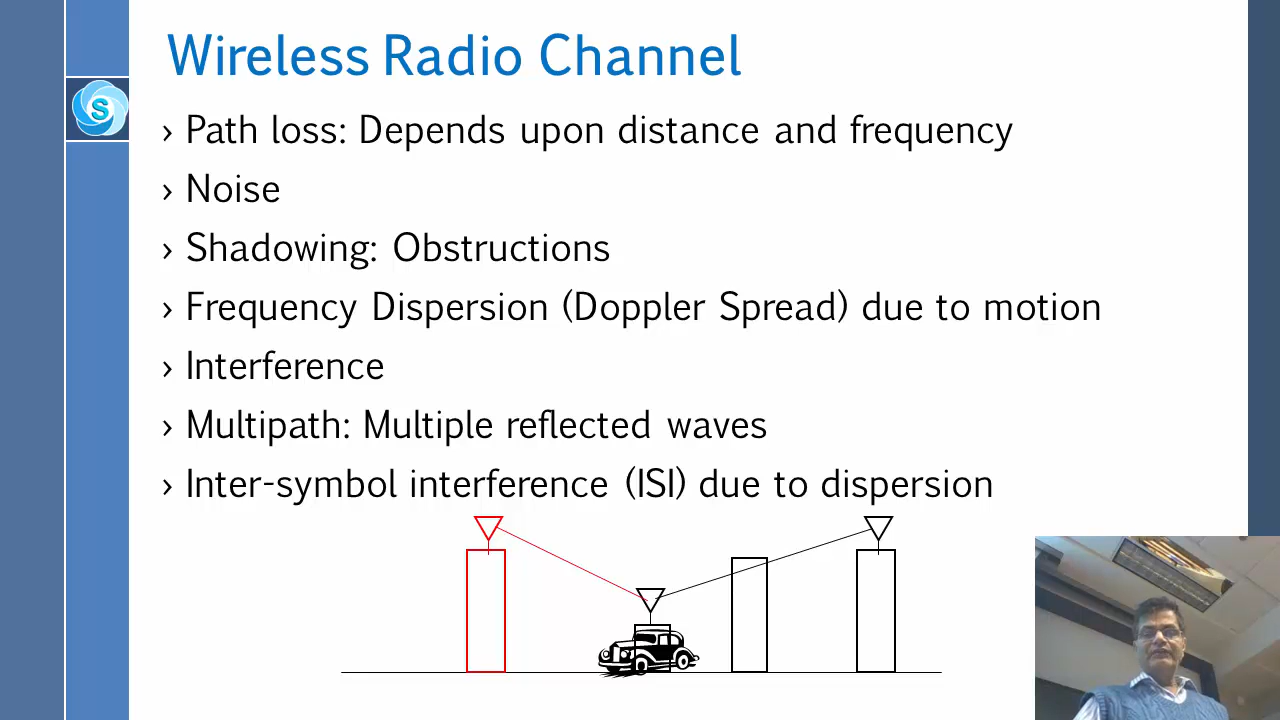 Wireless Radio Channel
S
› Path loss: Depends upon distance and frequency
› Noise
› Shadowing: Obstructions
› Frequency Dispersion (Doppler Spread) due to motion
› Interference
› Multipath: Multiple reflected waves
› Inter-symbol interference (ISI) due to dispersion